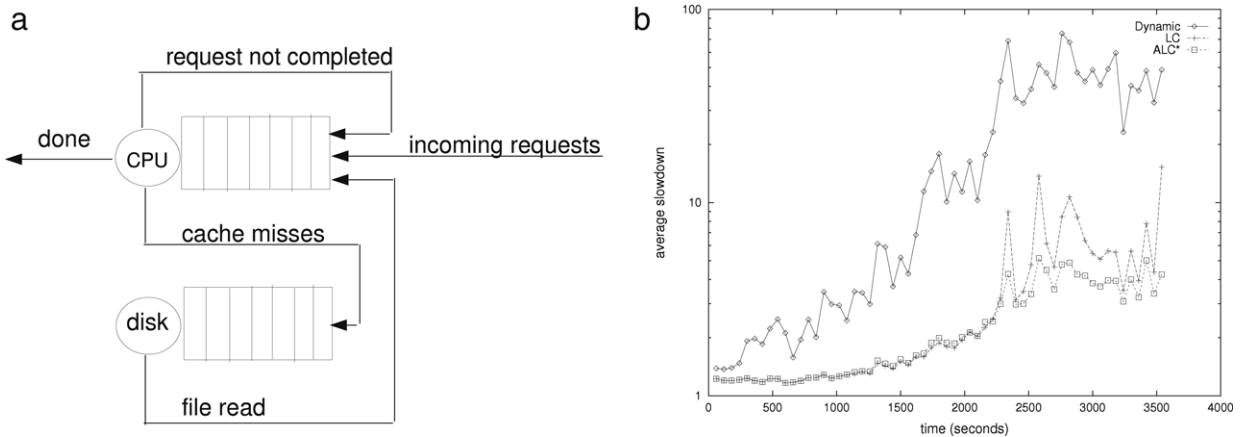 a
request not completed
done
CPU
incoming requests
cache misses
disk
file read
b
100
10
1
average slowdown
Dynamic
LC
ALC*
0
500
1000
1500
2000
2500
3000
3500
4000
time (seconds)